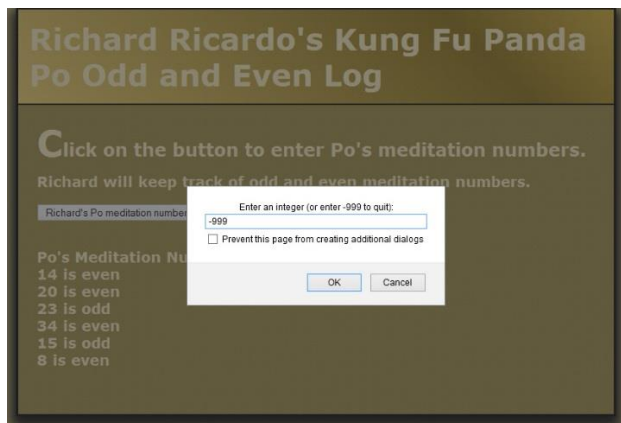 Richard Ricardo's Kung Fu Panda
Po Odd and Even Log
Click on the button to enter Po's meditation numbers.
Richard will keep track of odd and even meditation numbers.
Richard's Po meditation number
Enter an integer (or enter -999 to quit):
-999
Prevent this page from creating additional dialogs
OK Cancel
Po's Meditation Nu
14 is even
20 is even
23 is odd
34 is even
15 is odd
8 is even